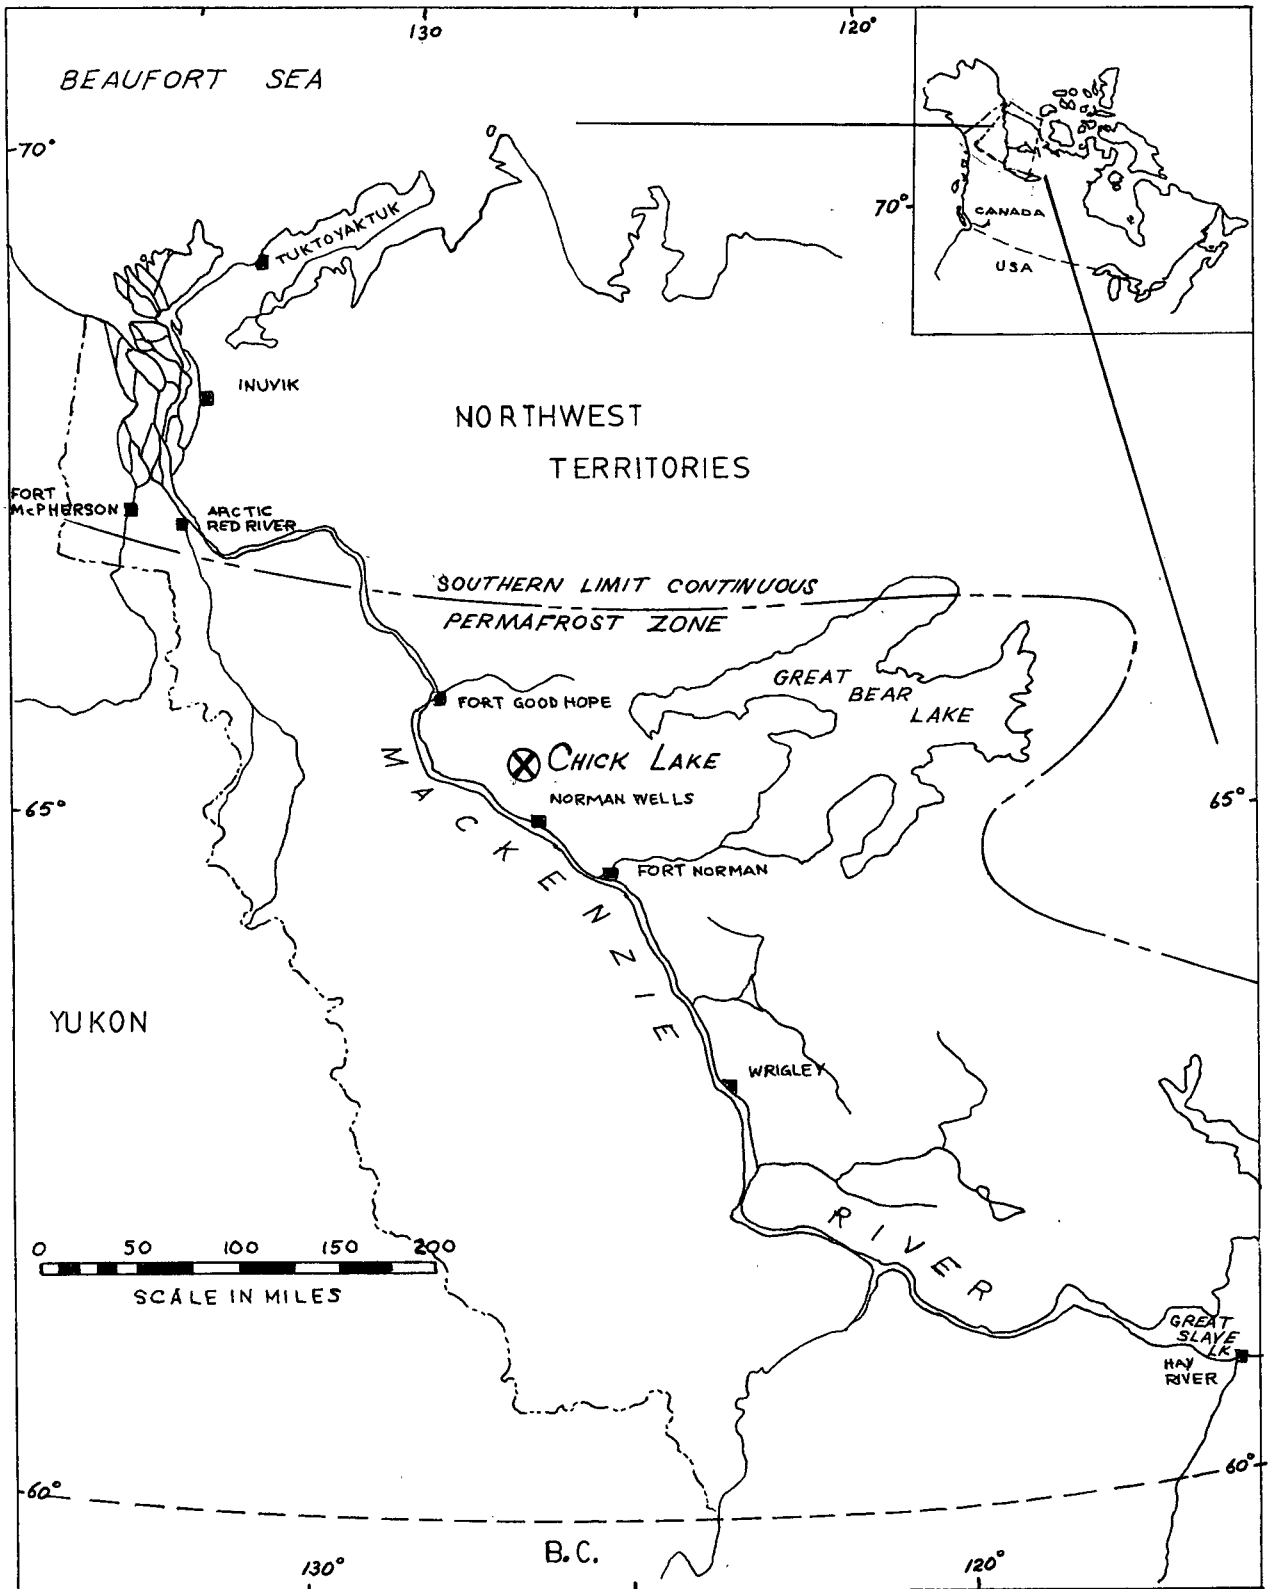 130
120°
BEAUFORT SEA
70°
70°
CANADA
USA
TUKTOYAKTUK
INUVIK
NORTHWEST
TERRITORIES
FORT
McPHERSON
ARCTIC
RED RIVER
SOUTHERN LIMIT CONTINUOUS
PERMAFROST ZONE
GREAT
BEAR
LAKE
FORT GOOD HOPE
CHICK LAKE
NORMAN WELLS
65°
65°
FORT NORMAN
MACKENZIE
YUKON
WRIGLEY
RIVER
0 50 100 150 200
SCALE IN MILES
GREAT
SLAVE
LK
HAY
RIVER
60°
60°
B.C.
130°
120°